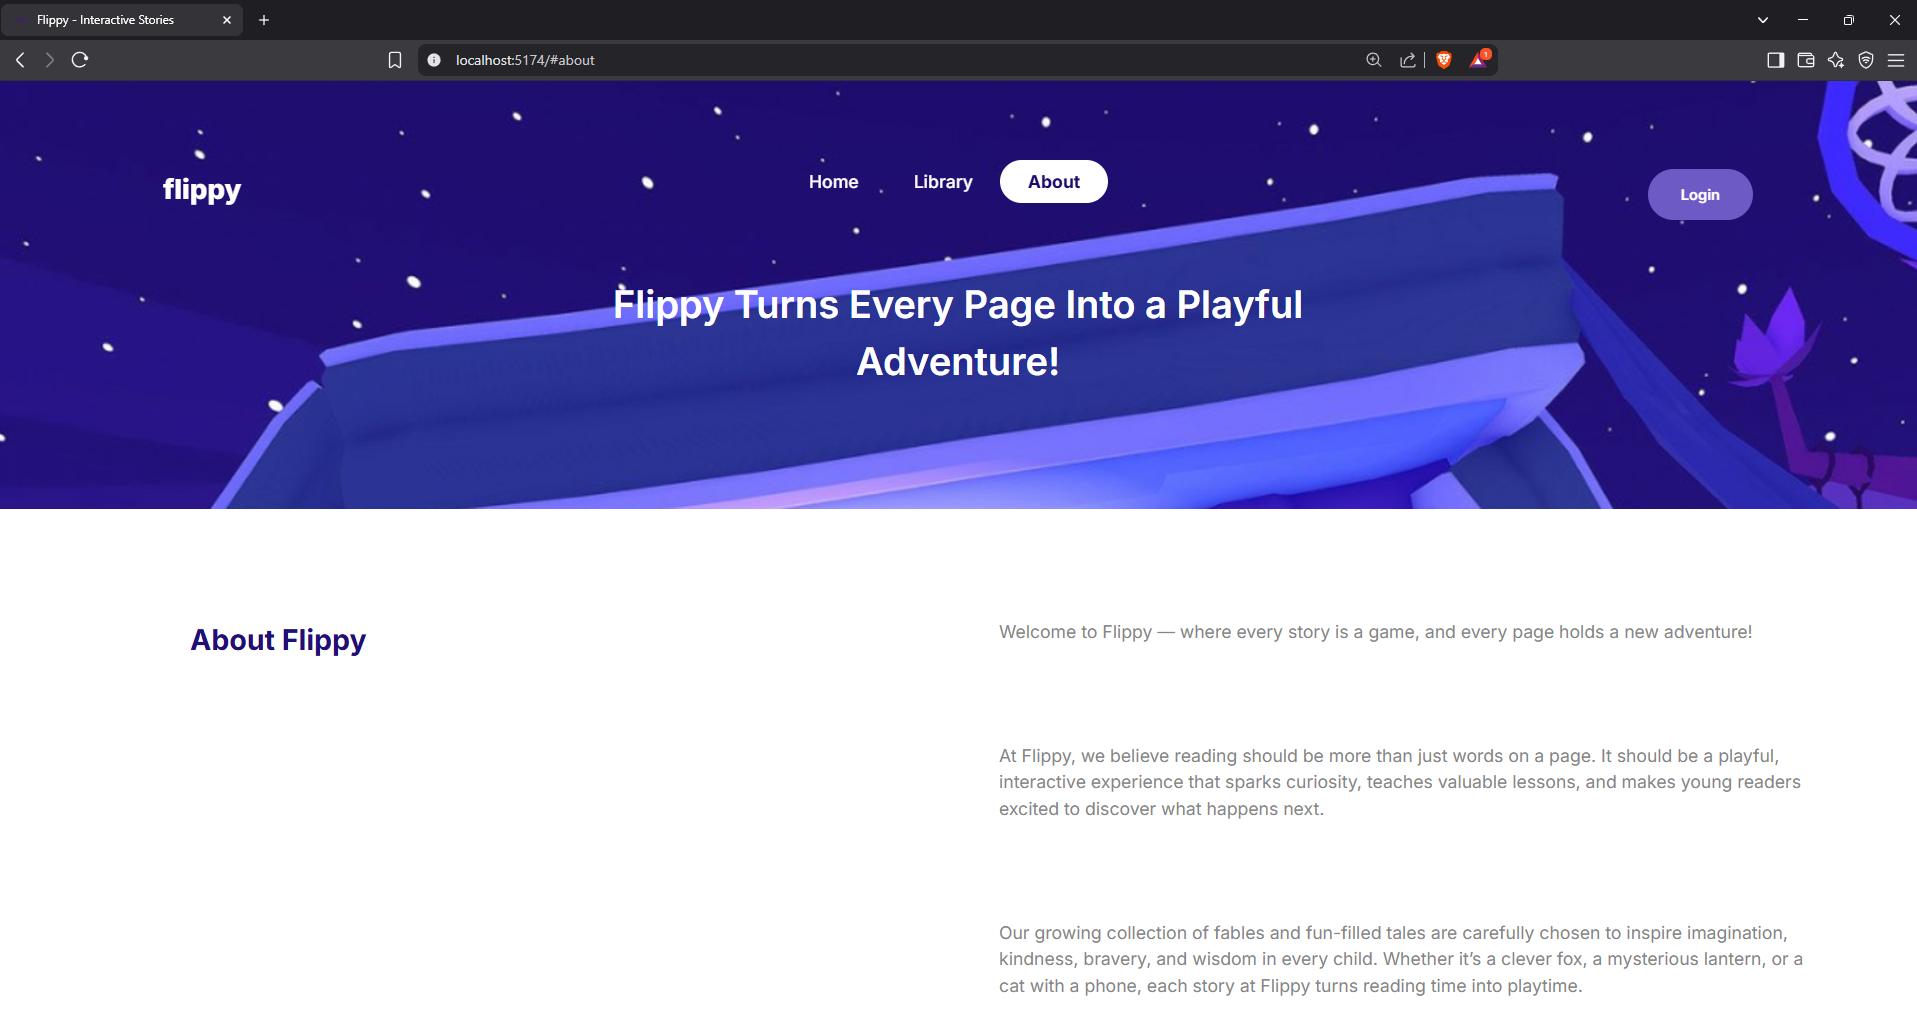 Flippy - Interactive Stories
localhost:5174/#about
1
flippy
Home
Library
About
Login
Flippy Turns Every Page Into a Playful
Adventure!
About Flippy
Welcome to Flippy — where every story is a game, and every page holds a new adventure!
At Flippy, we believe reading should be more than just words on a page. It should be a playful,
interactive experience that sparks curiosity, teaches valuable lessons, and makes young readers
excited to discover what happens next.
Our growing collection of fables and fun-filled tales are carefully chosen to inspire imagination,
kindness, bravery, and wisdom in every child. Whether it’s a clever fox, a mysterious lantern, or a
cat with a phone, each story at Flippy turns reading time into playtime.